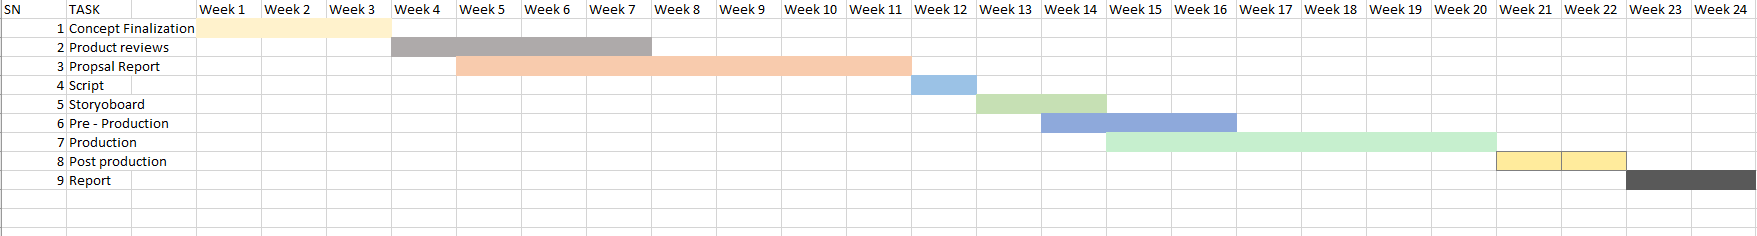 SN TASK Week 1 Week 2 Week 3 Week 4 Week 5 Week 6 Week 7 Week 8 Week 9 Week 10 Week 11 Week 12 Week 13 Week 14 Week 15 Week 16 Week 17 Week 18 Week 19 Week 20 Week 21 Week 22 Week 23 Week 24
1 Concept Finalization
2 Product reviews
3 Propsal Report
4 Script
5 Storyoboard
6 Pre - Production
7 Production
8 Post production
9 Report